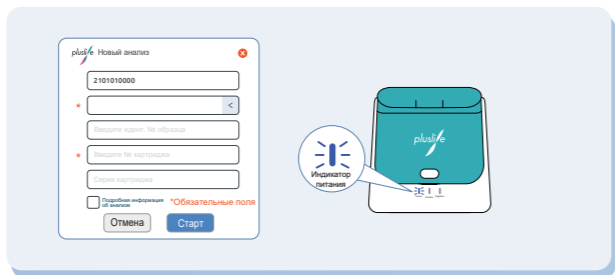 pluslife Новый анализ
2101010000
* <
Введите идент. № образца
* Введите № картриджа
Серия картриджа
Подробная информация
об анализе
*Обязательные поля
Отмена Старт
Индикатор
питания
pluslife